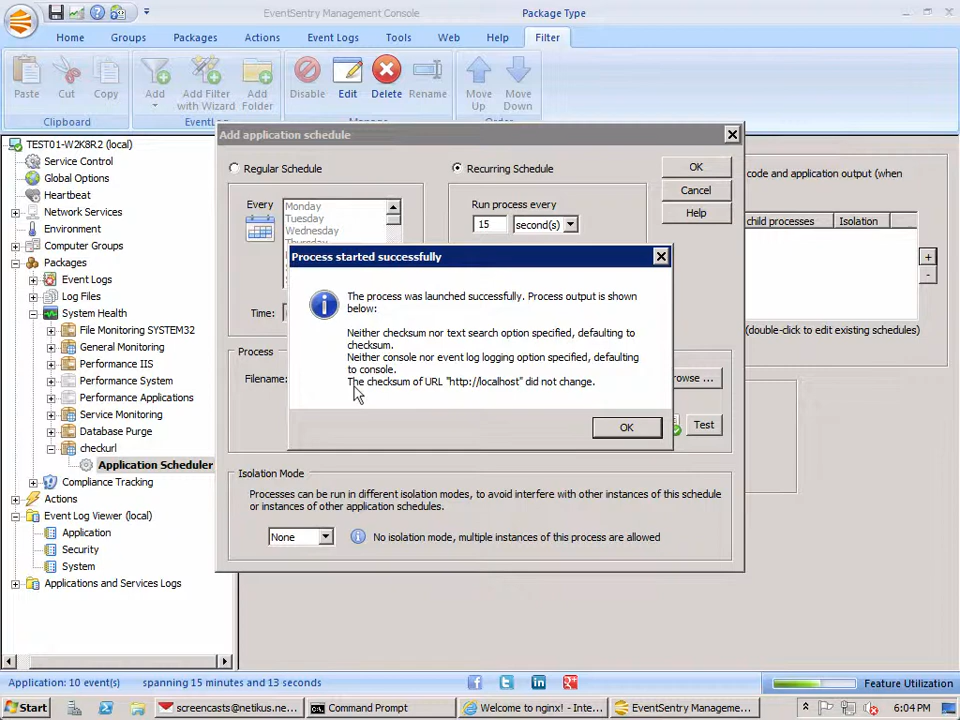 EventSentry Management Console
Package Type
Home
Groups
Packages
Actions
Event Logs
Tools
Web
Help
Filter
Paste
Cut
Copy
Add
Add Filter
with Wizard
Add
Folder
Disable
Edit
Delete
Rename
Move
Up
Move
Down
Clipboard
TEST01-W2K8R2 (local)
Service Control
Global Options
Heartbeat
Network Services
Environment
Computer Groups
Packages
Event Logs
Log Files
System Health
File Monitoring SYSTEM32
General Monitoring
Performance IIS
Performance System
Performance Applications
Service Monitoring
Database Purge
checkurl
Application Scheduler
Compliance Tracking
Actions
Event Log Viewer (local)
Application
Security
System
Applications and Services Logs
Add application schedule
Regular Schedule
Recurring Schedule
OK
Cancel
Help
Every
Monday
Tuesday
Wednesday
Run process every
15
second(s)
Time:
Process
Filename:
rowse ...
Test
Process started successfully
The process was launched successfully. Process output is shown
below:
Neither checksum nor text search option specified, defaulting to
checksum.
Neither console nor event log logging option specified, defaulting
to console.
The checksum of URL "http://localhost" did not change.
OK
Isolation Mode
Processes can be run in different isolation modes, to avoid interfere with other instances of this schedule
or instances of other application schedules.
None
No isolation mode, multiple instances of this process are allowed
code and application output (when
child processes
Isolation
+
-
(double-click to edit existing schedules)
Application: 10 event(s)
spanning 15 minutes and 13 seconds
Feature Utilization
Start
screencasts@netikus.ne...
Command Prompt
Welcome to nginx! - Inte...
EventSentry Manageme...
6:04 PM